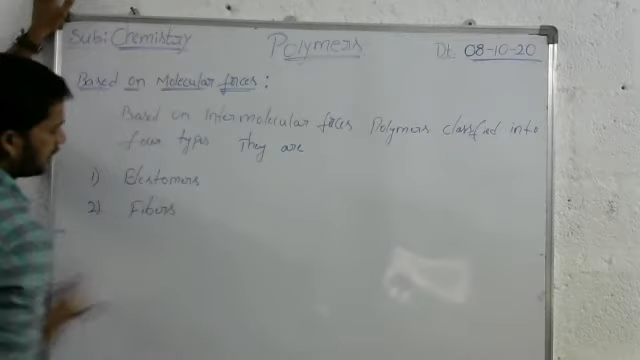 Sub: Chemistry Polymers Dt. 08-10-20
Based on Molecular forces:
Based on Intermolecular forces Polymers classfied into
four types They are
1) Elastomers
2) Fibers